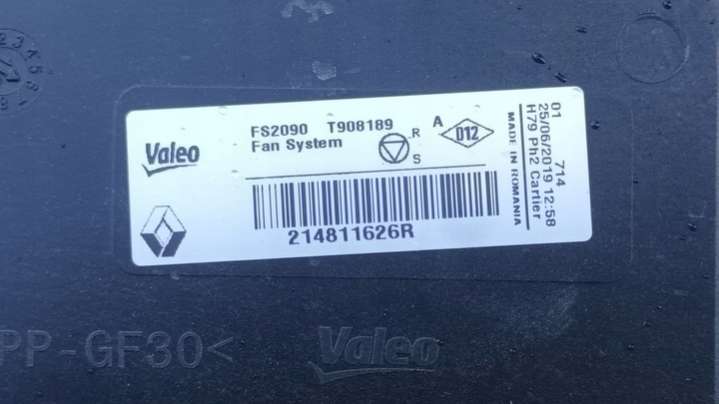 Valeo
FS2090 T908189
Fan System
R
S
A
D12
214811626R
01 714
25/06/2019 12:58
H79 Ph2 Cartier
MADE IN ROMANIA
PP-GF30<
Valeo